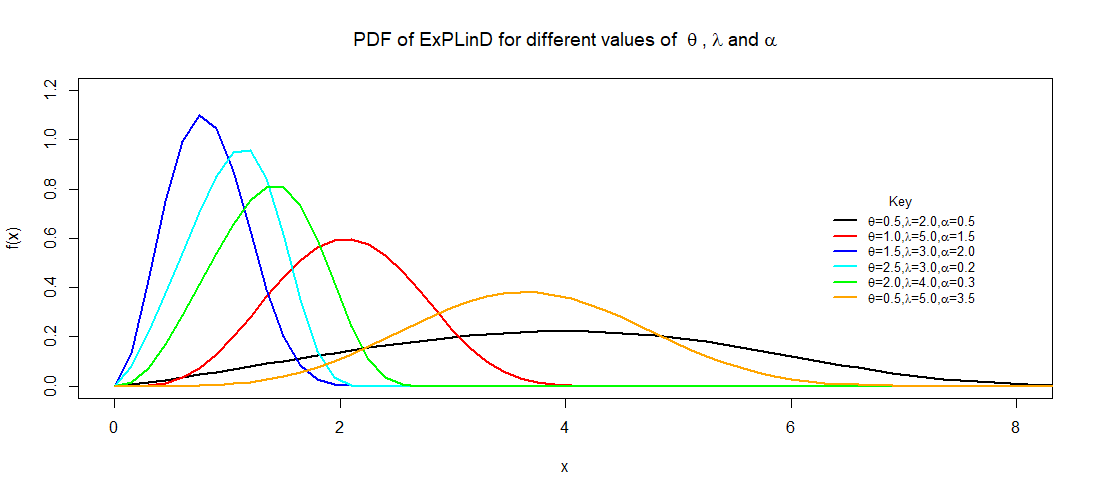 PDF of ExPLinD for different values of θ , λ and α
f(x)
1.2
1.0
0.8
0.6
0.4
0.2
0.0
Key
θ=0.5,λ=2.0,α=0.5
θ=1.0,λ=5.0,α=1.5
θ=1.5,λ=3.0,α=2.0
θ=2.5,λ=3.0,α=0.2
θ=2.0,λ=4.0,α=0.3
θ=0.5,λ=5.0,α=3.5
0 2 4 6 8
x